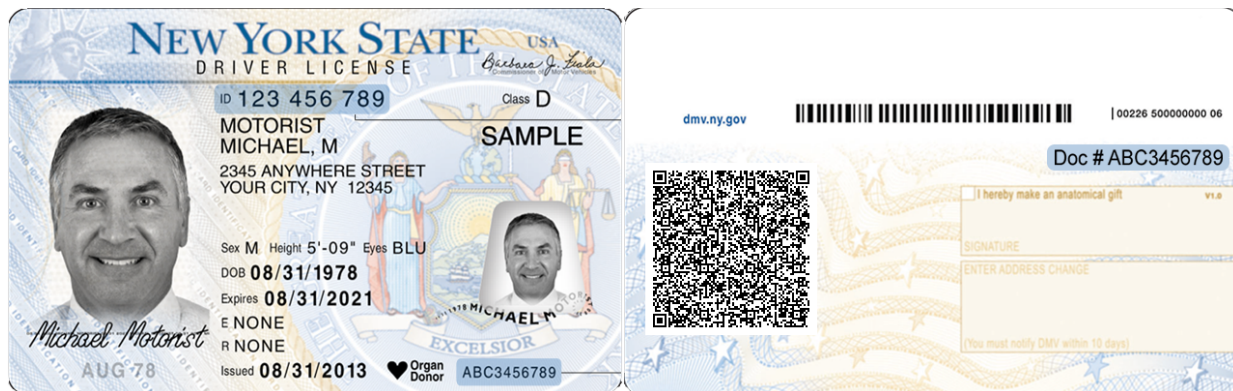 NEW YORK STATE
USA
DRIVER LICENSE
Barbara J. Fiala
Commissioner of Motor Vehicles
ID 123 456 789
Class D
MOTORIST
MICHAEL, M
SAMPLE
2345 ANYWHERE STREET
YOUR CITY, NY 12345
Sex M Height 5'-09" Eyes BLU
DOB 08/31/1978
Expires 08/31/2021
E NONE
R NONE
Issued 08/31/2013
Organ
Donor
ABC3456789
Michael Motorist
AUG 78
1978 MICHAEL MOTORIST
EXCELSIOR
dmv.ny.gov
00226 500000000 06
Doc # ABC3456789
I hereby make an anatomical gift
V1.0
SIGNATURE
ENTER ADDRESS CHANGE
(You must notify DMV within 10 days)